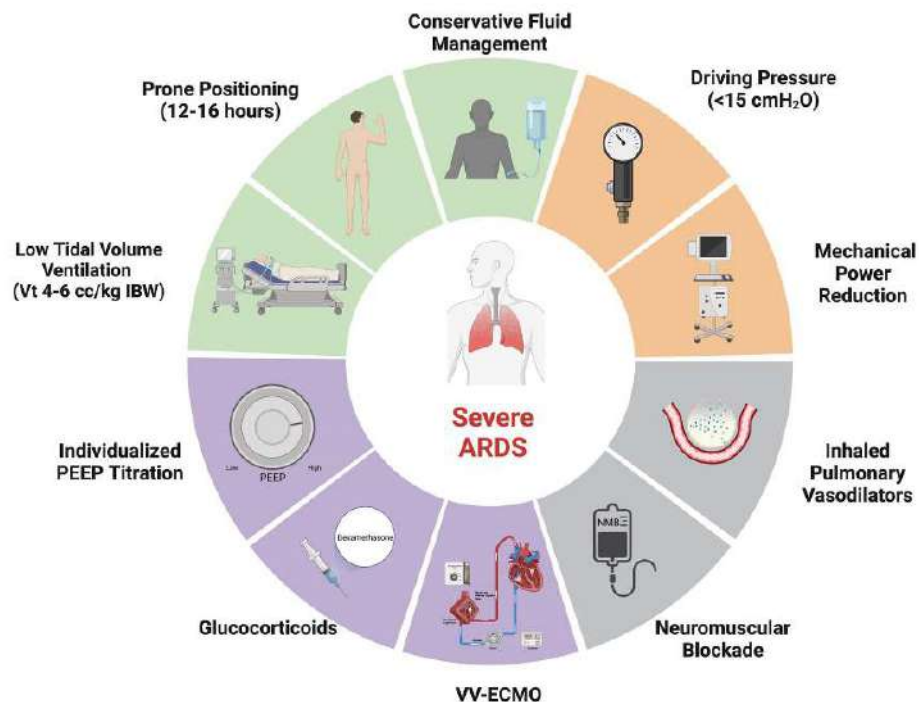 Conservative Fluid
Management
Prone Positioning
(12-16 hours)
Driving Pressure
(<15 cmH₂O)
Low Tidal Volume
Ventilation
(Vt 4-6 cc/kg IBW)
Mechanical
Power
Reduction
Severe
ARDS
Individualized
PEEP Titration
Low
PEEP
High
Inhaled
Pulmonary
Vasodilators
Dexamethasone
NMB
Glucocorticoids
Neuromuscular
Blockade
VV-ECMO